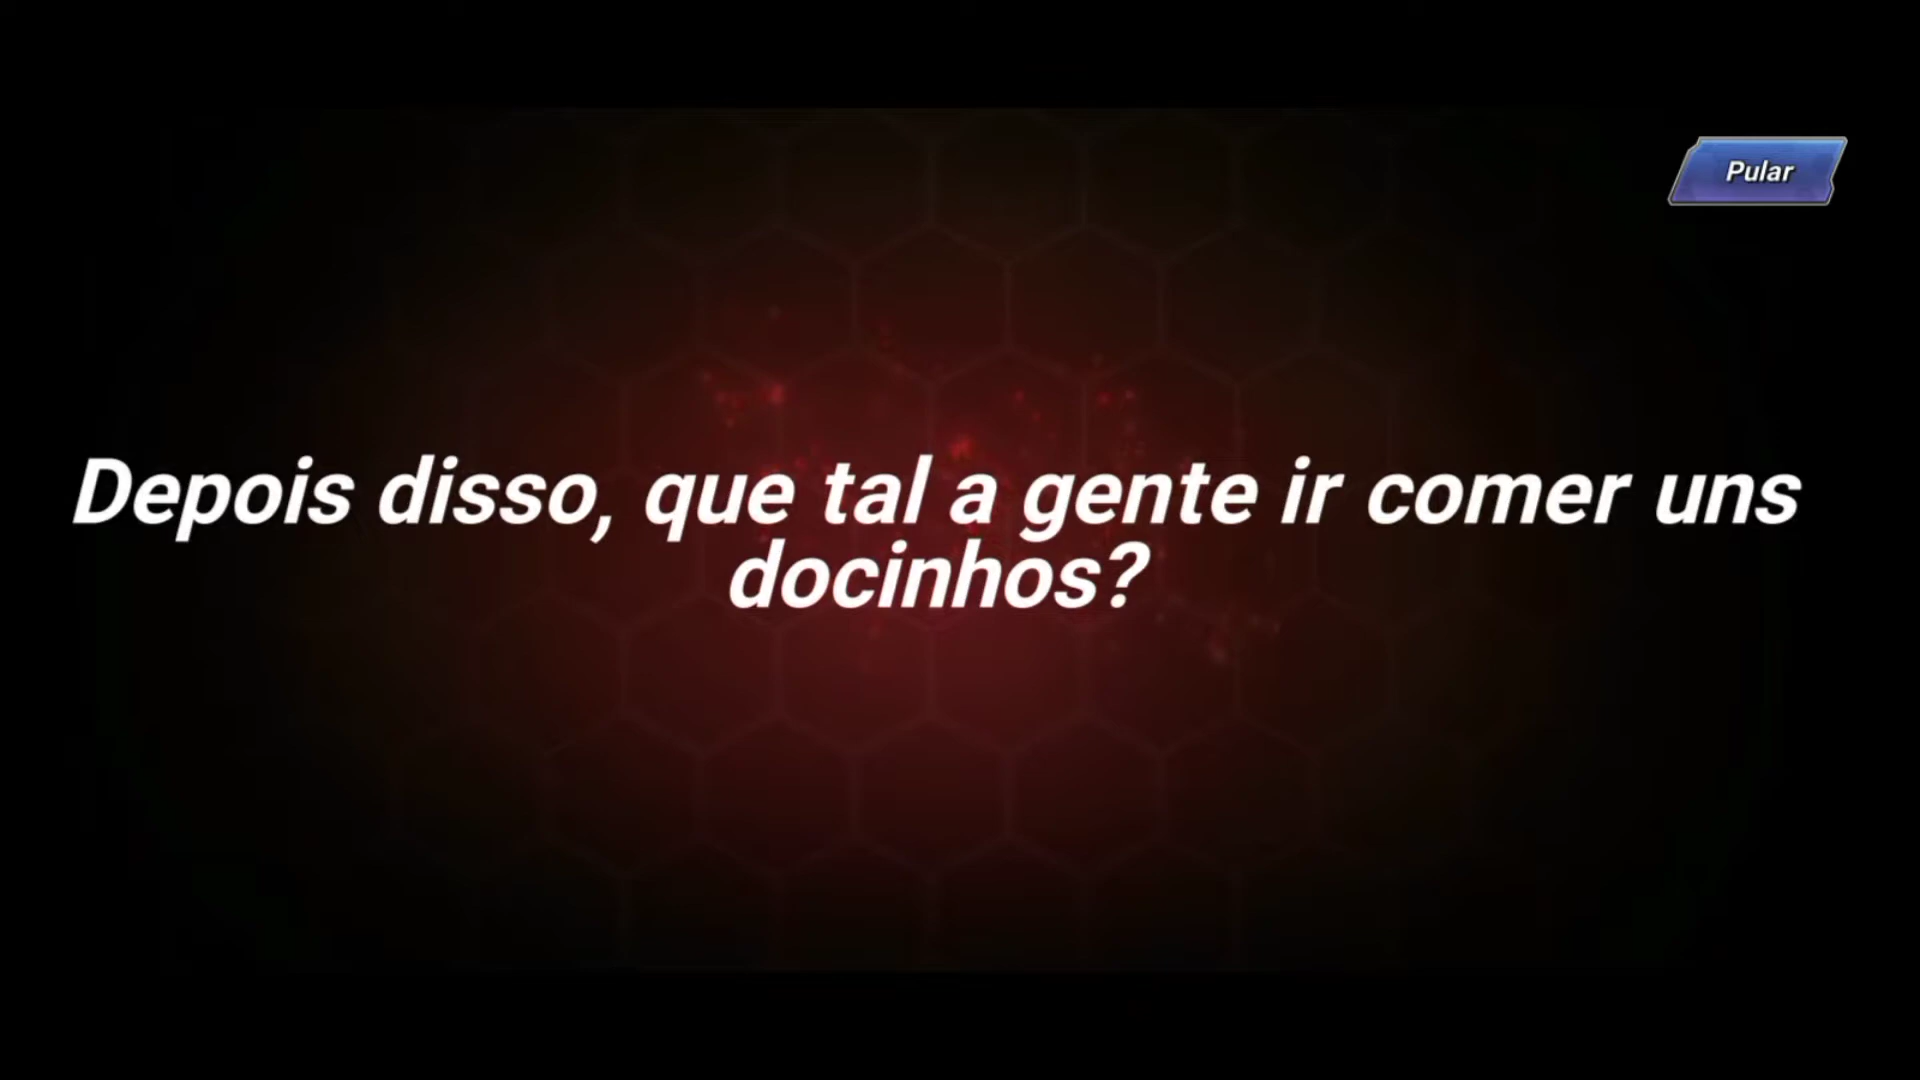 Pular
Depois disso, que tal a gente ir comer uns
docinhos?